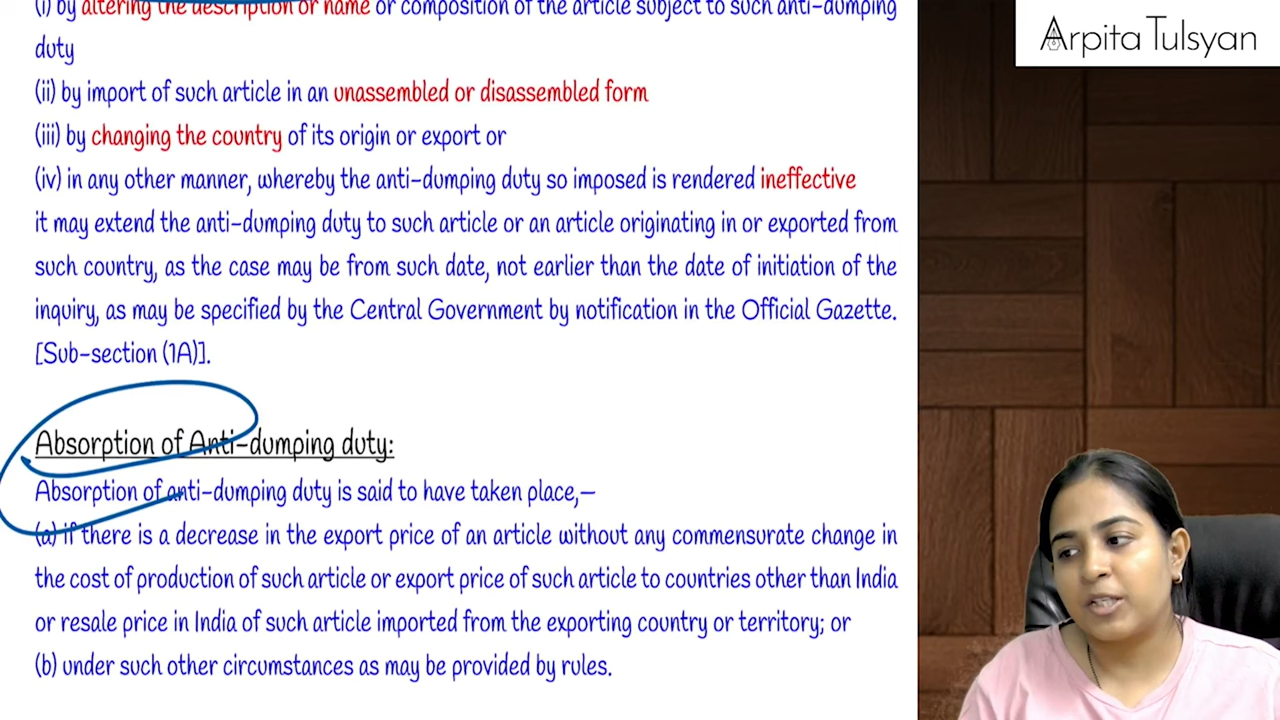 (i) by altering the description or name or composition of the article subject to such anti-dumping
duty
(ii) by import of such article in an unassembled or disassembled form
(iii) by changing the country of its origin or export or
(iv) in any other manner, whereby the anti-dumping duty so imposed is rendered ineffective
it may extend the anti-dumping duty to such article or an article originating in or exported from
such country, as the case may be from such date, not earlier than the date of initiation of the
inquiry, as may be specified by the Central Government by notification in the Official Gazette.
[Sub-section (1A)].
Absorption of Anti-dumping duty:
Absorption of anti-dumping duty is said to have taken place,—
(a) if there is a decrease in the export price of an article without any commensurate change in
the cost of production of such article or export price of such article to countries other than India
or resale price in India of such article imported from the exporting country or territory; or
(b) under such other circumstances as may be provided by rules.
Arpita Tulsyan